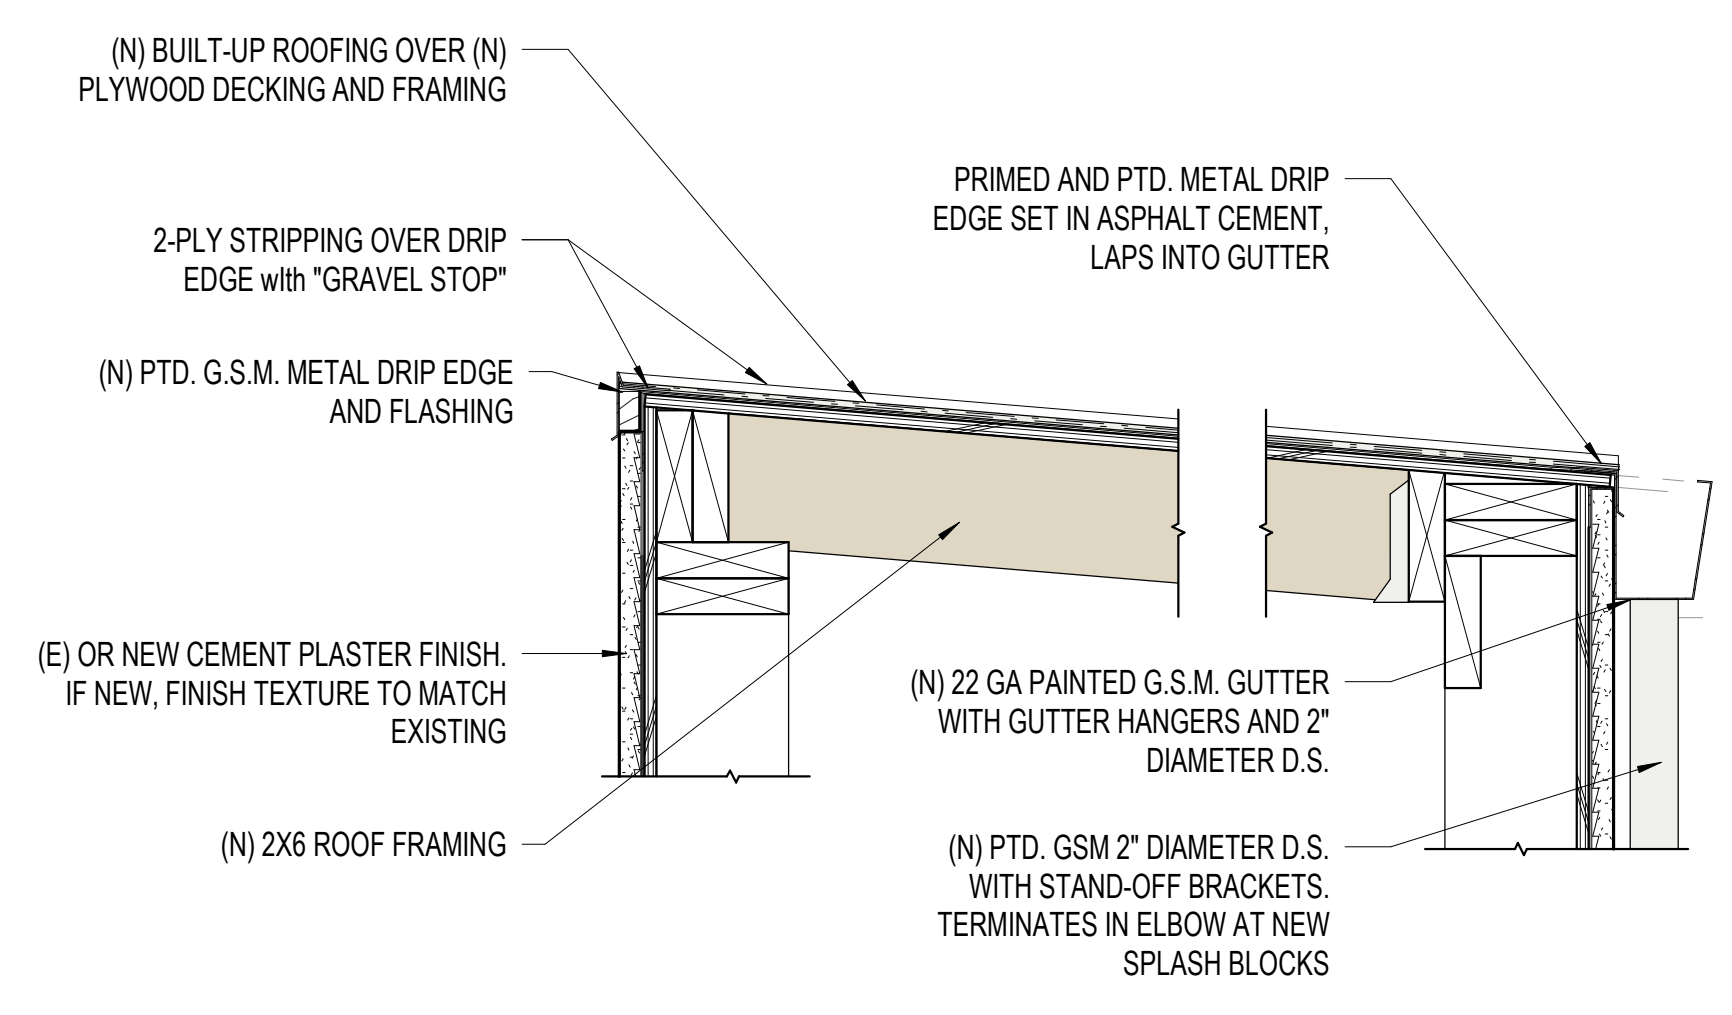 (N) BUILT-UP ROOFING OVER (N)
PLYWOOD DECKING AND FRAMING
2-PLY STRIPPING OVER DRIP
EDGE wIth "GRAVEL STOP"
(N) PTD. G.S.M. METAL DRIP EDGE
AND FLASHING
(E) OR NEW CEMENT PLASTER FINISH.
IF NEW, FINISH TEXTURE TO MATCH
EXISTING
(N) 2X6 ROOF FRAMING
PRIMED AND PTD. METAL DRIP
EDGE SET IN ASPHALT CEMENT,
LAPS INTO GUTTER
(N) 22 GA PAINTED G.S.M. GUTTER
WITH GUTTER HANGERS AND 2"
DIAMETER D.S.
(N) PTD. GSM 2" DIAMETER D.S.
WITH STAND-OFF BRACKETS.
TERMINATES IN ELBOW AT NEW
SPLASH BLOCKS